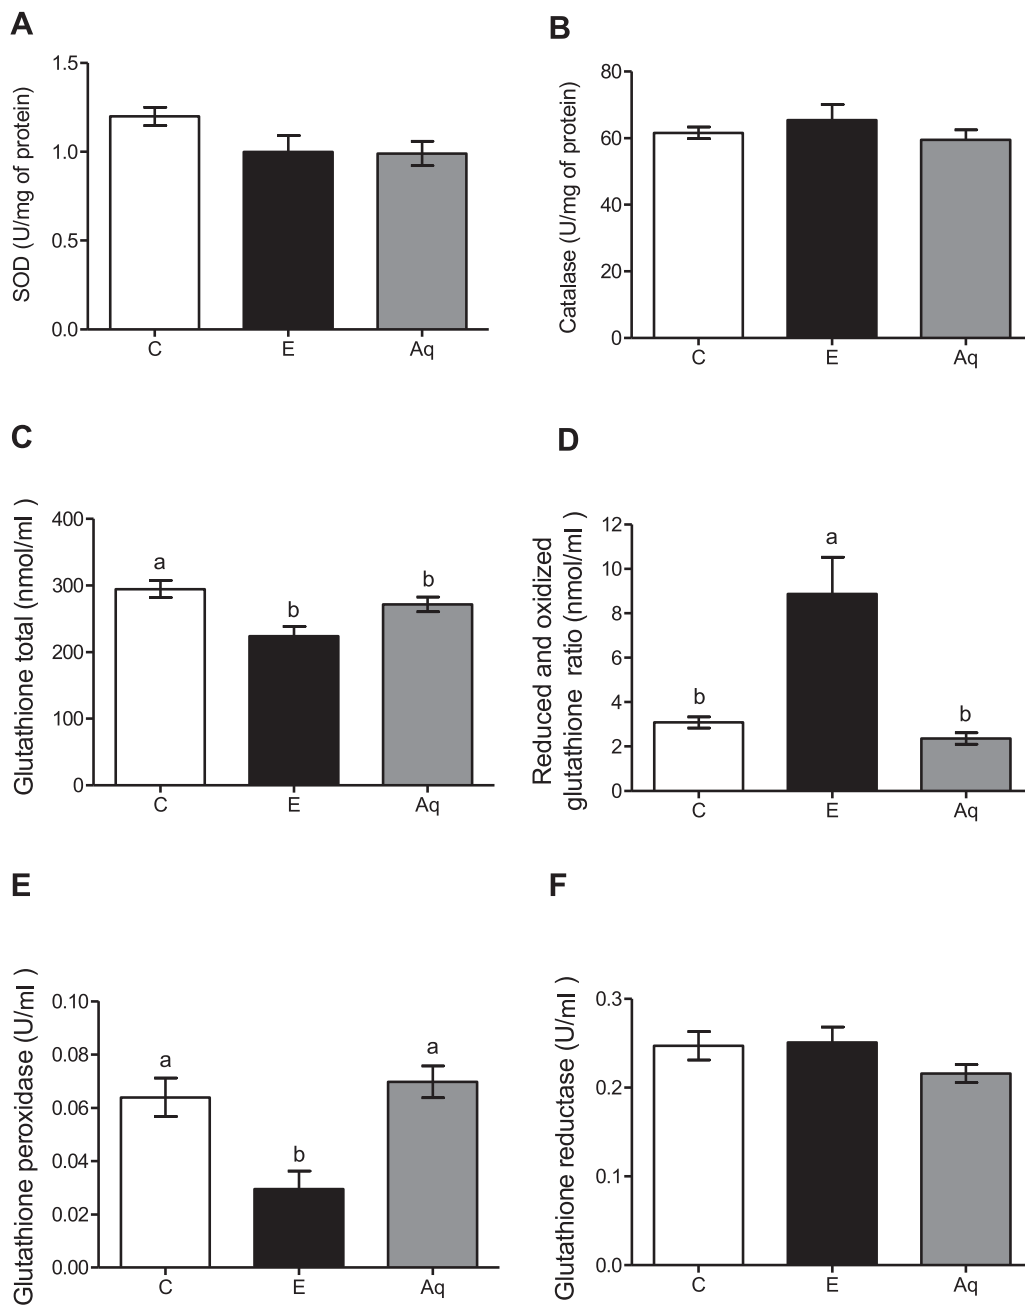 A
SOD (U/mg of protein)
1.5
1.0
0.5
0.0
C E Aq
B
Catalase (U/mg of protein)
80
60
40
20
0
C E Aq
C
Glutathione total (nmol/ml )
400
300
200
100
0
a
b
b
C E Aq
D
Reduced and oxidized
glutathione ratio (nmol/ml )
12
10
8
6
4
2
0
b
a
b
C E Aq
E
Glutathione peroxidase (U/ml )
0.10
0.08
0.06
0.04
0.02
0.00
a
b
a
C E Aq
F
Glutathione reductase (U/ml )
0.3
0.2
0.1
0.0
C E Aq